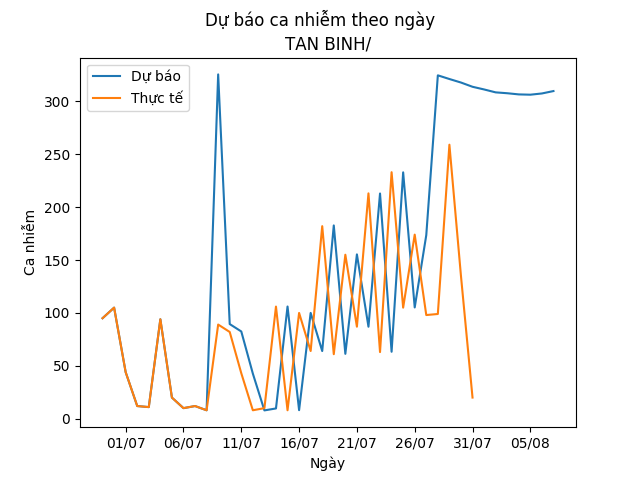 Dự báo ca nhiễm theo ngày
TAN BINH/
Dự báo
Thực tế
Ca nhiễm
300
250
200
150
100
50
0
01/07 06/07 11/07 16/07 21/07 26/07 31/07 05/08
Ngày